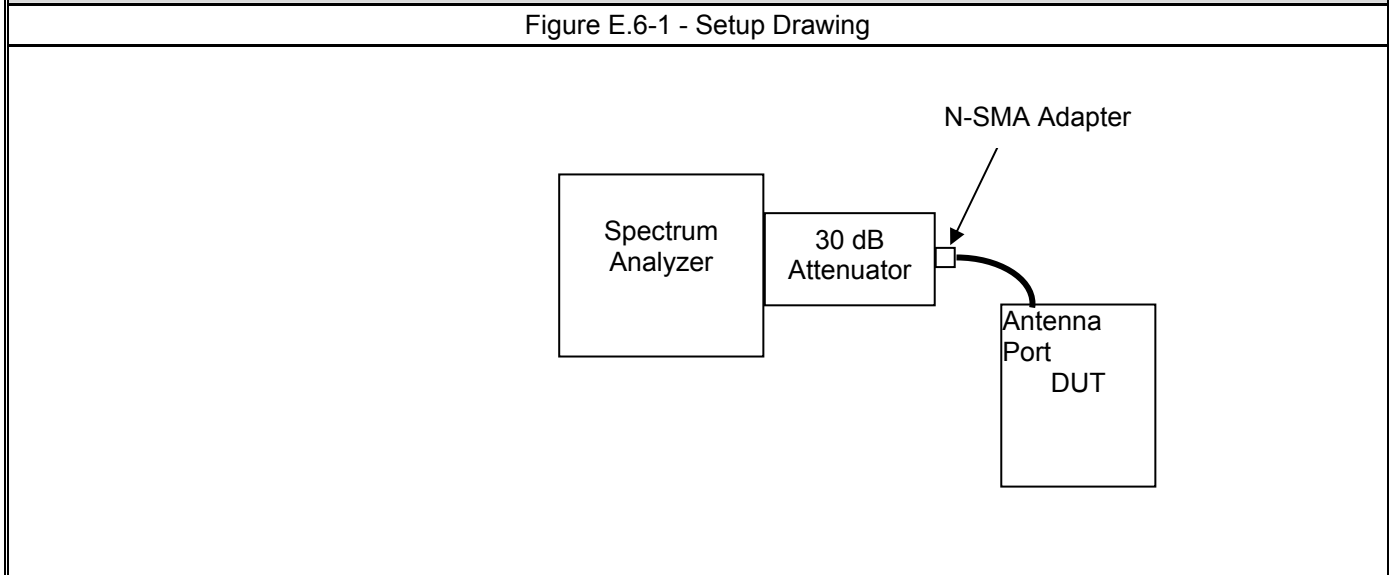 Figure E.6-1 - Setup Drawing
N-SMA Adapter
Spectrum
Analyzer
30 dB
Attenuator
Antenna
Port
DUT